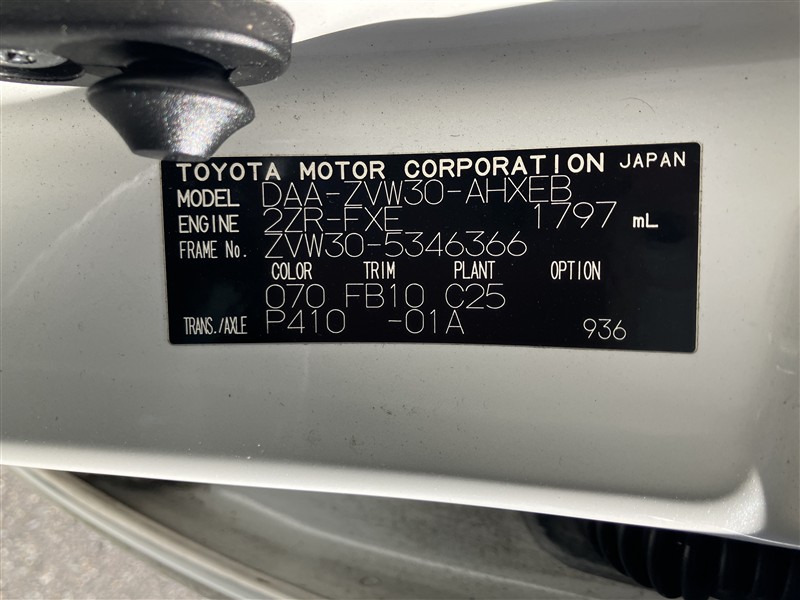 TOYOTA MOTOR CORPORATION JAPAN
MODEL DAA-ZVW30-AHXEB
ENGINE 2ZR-FXE 1797 mL
FRAME No. ZVW30-5346366
COLOR TRIM PLANT OPTION
070 FB10 C25
TRANS./AXLE P410 -01A 936